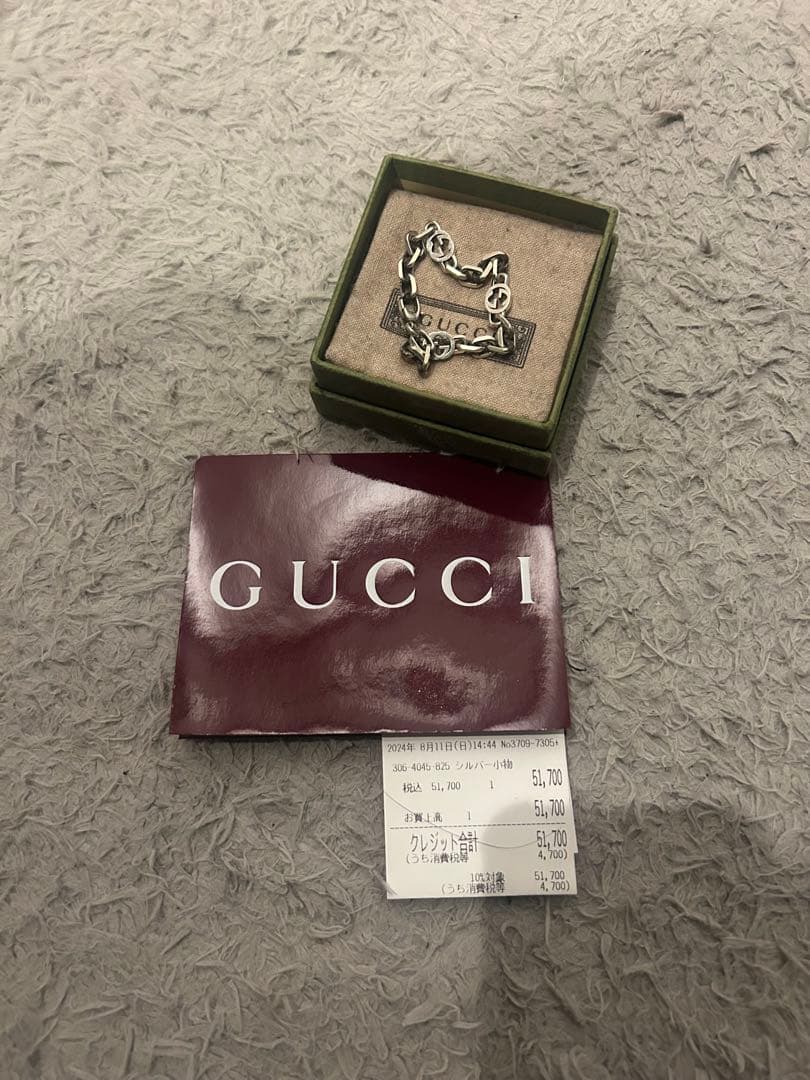 GUCCI
GUCCI
2024年 8月11日(日)14:44 No3709-7305
306-4045-825 シルバー小物
税込 51,700 1 51,700
お買上高 1 51,700
クレジット合計 51,700
(うち消費税等 4,700)
10%対象 51,700
(うち消費税等 4,700)